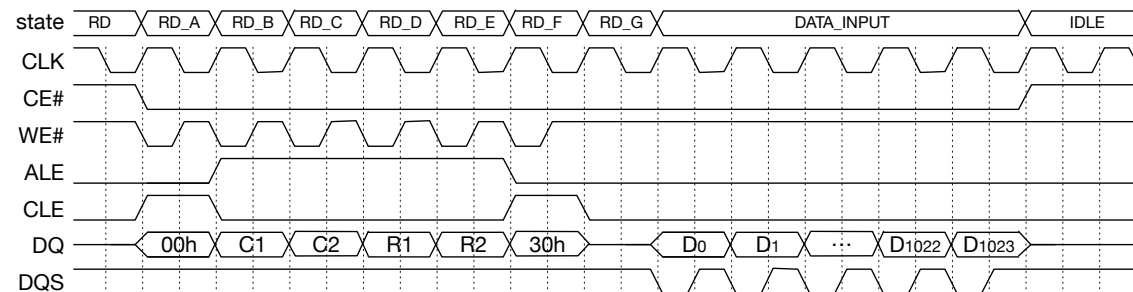 state RD RD_A RD_B RD_C RD_D RD_E RD_F RD_G DATA_INPUT IDLE
CLK
CE#
WE#
ALE
CLE
DQ 00h C1 C2 R1 R2 30h D0 D1 ... D1022 D1023
DQS